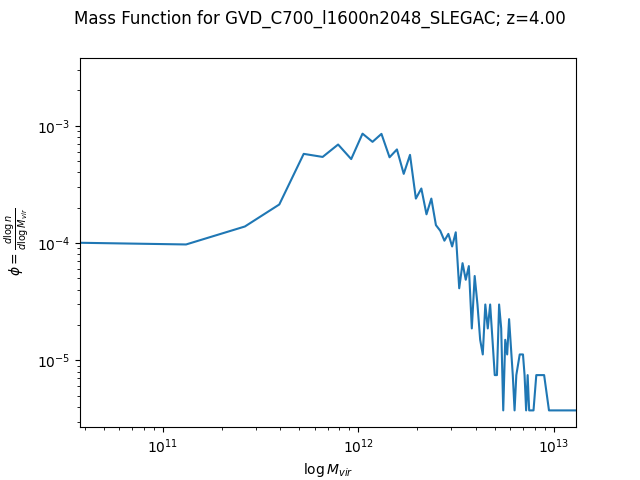 Mass Function for GVD_C700_l1600n2048_SLEGAC; z=4.00
10⁻³
10⁻⁴
10⁻⁵
ϕ = d log n / d log M_vir
10¹¹ 10¹² 10¹³
log M_vir